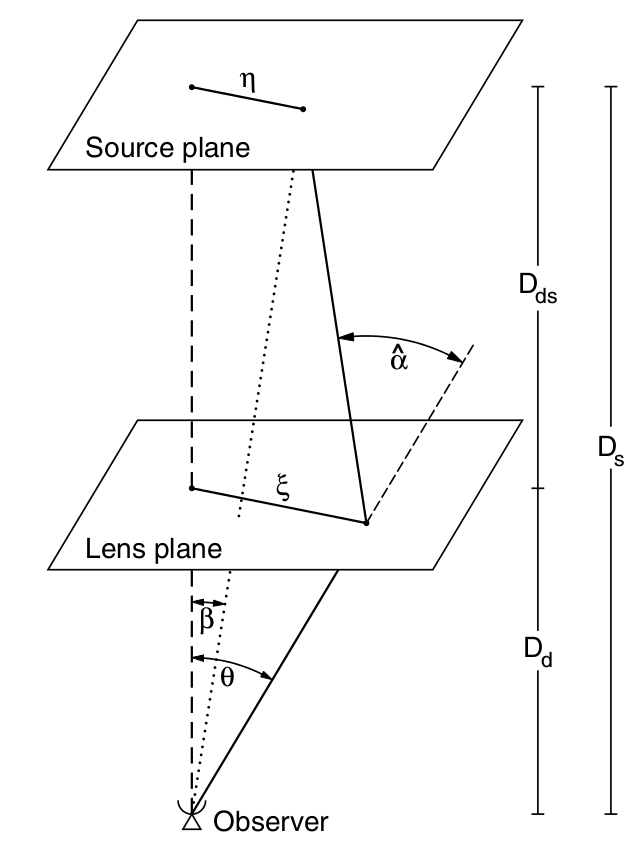 η
Source plane
D_ds
α̂
D_s
ξ
Lens plane
β
D_d
θ
Observer